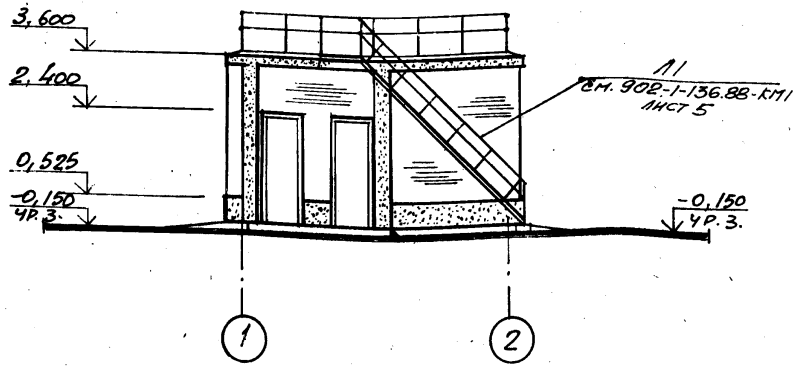 3,600
2,400
0,525
-0,150
УР. З.
Л1
СМ. 902-1-136.88-КМ1
ЛИСТ 5
-0,150
УР. З.
1
2